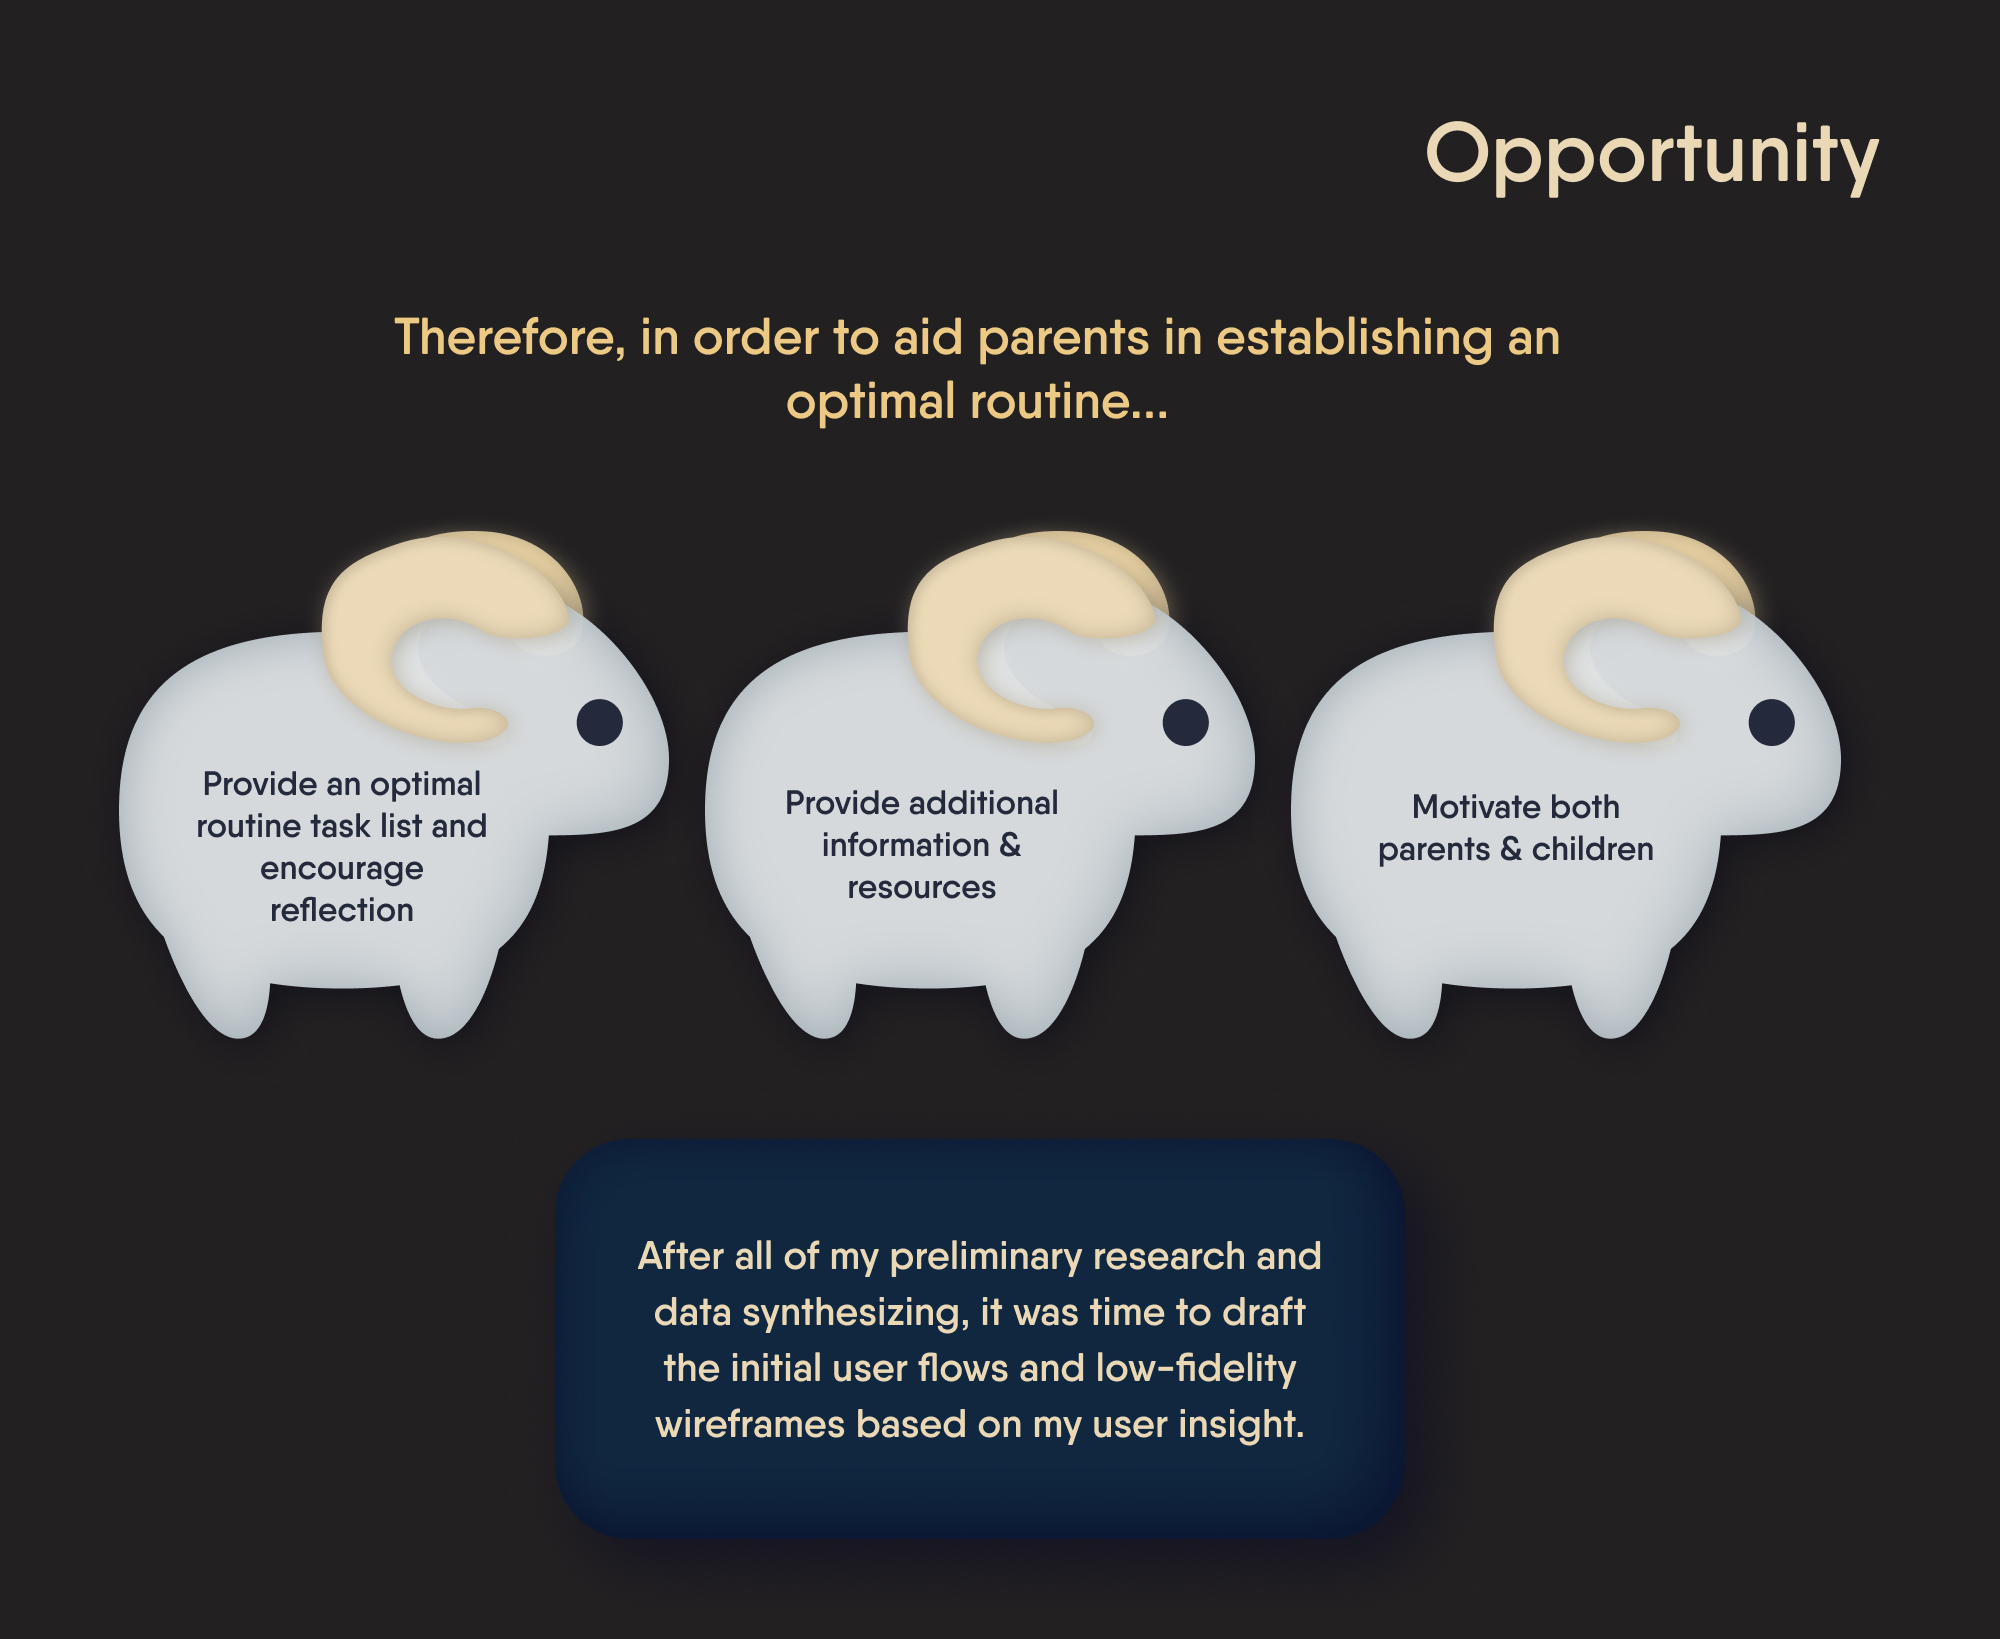 Opportunity
Therefore, in order to aid parents in establishing an
optimal routine...
Provide an optimal
routine task list and
encourage
reflection
Provide additional
information &
resources
Motivate both
parents & children
After all of my preliminary research and
data synthesizing, it was time to draft
the initial user flows and low-fidelity
wireframes based on my user insight.